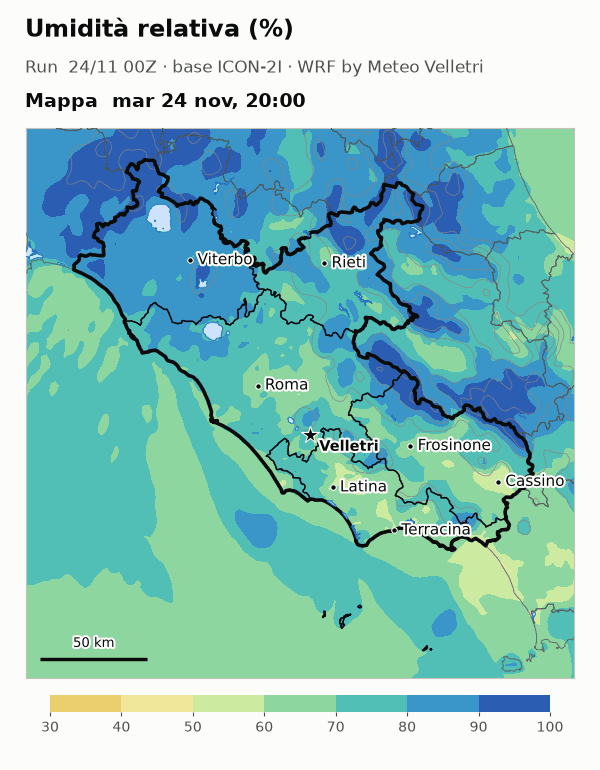 Umidità relativa (%)
Run 24/11 00Z · base ICON-2I · WRF by Meteo Velletri
Mappa mar 24 nov, 20:00
Viterbo
Rieti
Roma
Velletri
Frosinone
Latina
Cassino
Terracina
50 km
30 40 50 60 70 80 90 100